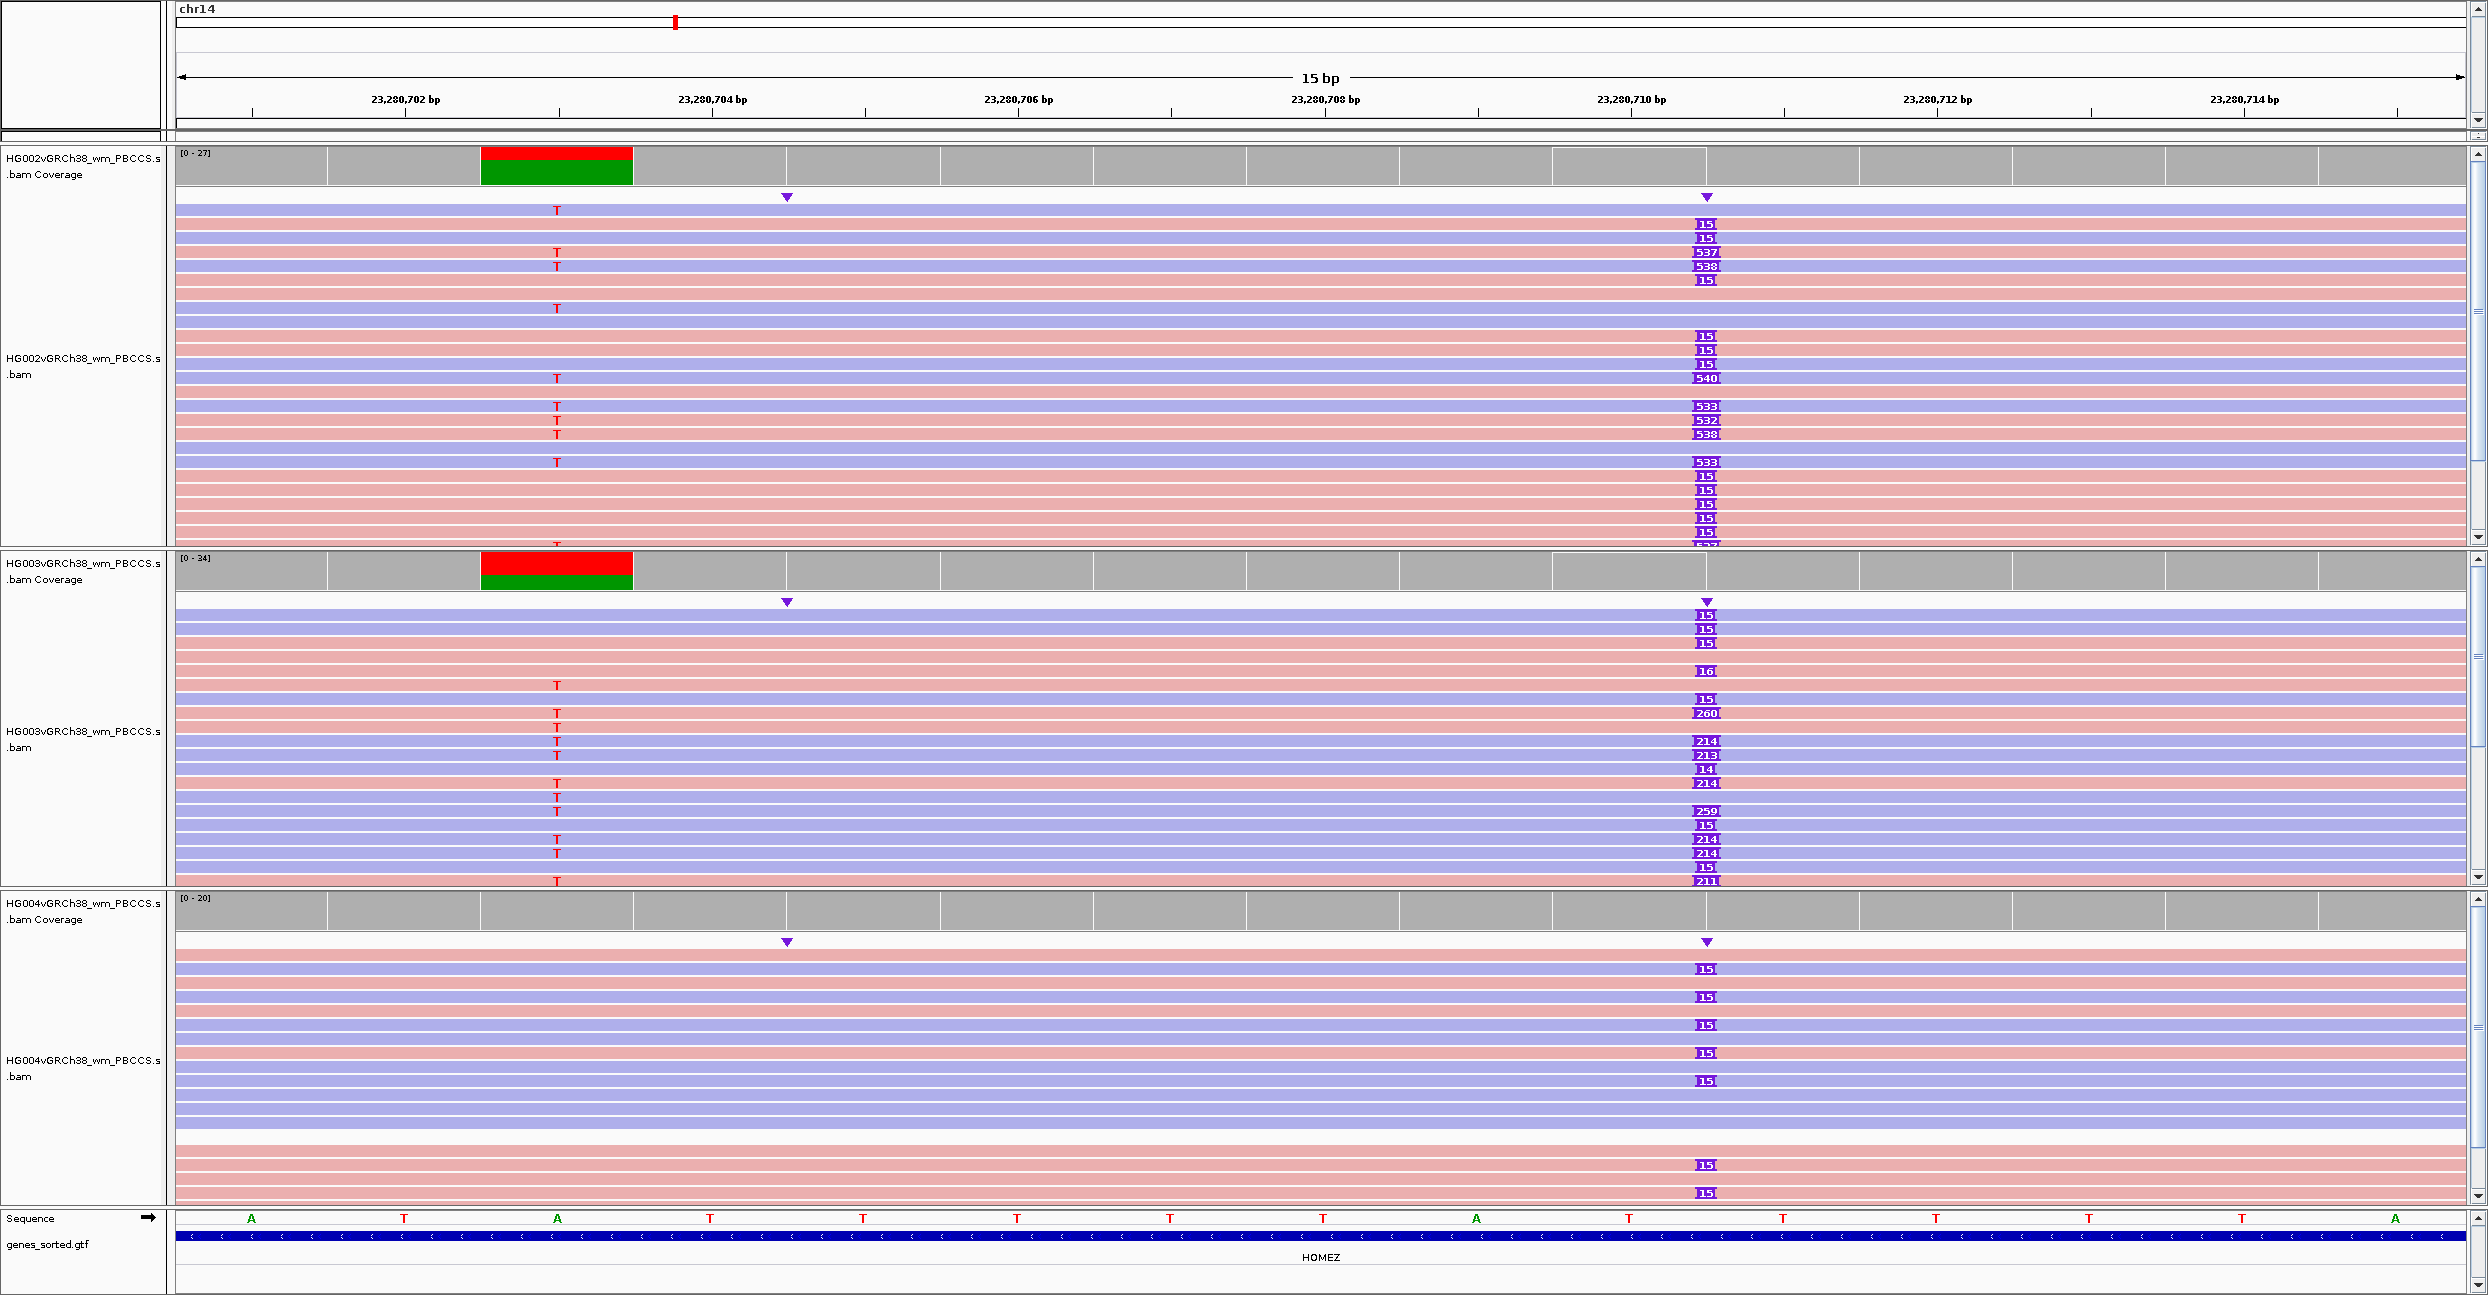 chr14
15 bp
23,280,702 bp 23,280,704 bp 23,280,706 bp 23,280,708 bp 23,280,710 bp 23,280,712 bp 23,280,714 bp
HG002vGRCh38_wm_PBCCS.s
.bam Coverage
[0 - 27]
T
15
15
T 537
T 538
15
T
15
15
15
T 540
T 533
T 532
T 538
T 533
15
15
15
15
15
HG002vGRCh38_wm_PBCCS.s
.bam
HG003vGRCh38_wm_PBCCS.s
.bam Coverage
[0 - 34]
15
15
15
16
T
15
T 260
T
T 214
T 213
14
T 214
T
T 259
15
T 214
T 214
15
T 211
HG003vGRCh38_wm_PBCCS.s
.bam
HG004vGRCh38_wm_PBCCS.s
.bam Coverage
[0 - 20]
15
15
15
15
15
15
15
HG004vGRCh38_wm_PBCCS.s
.bam
Sequence A T A T T T T T A T T T T T A
genes_sorted.gtf
HOMEZ